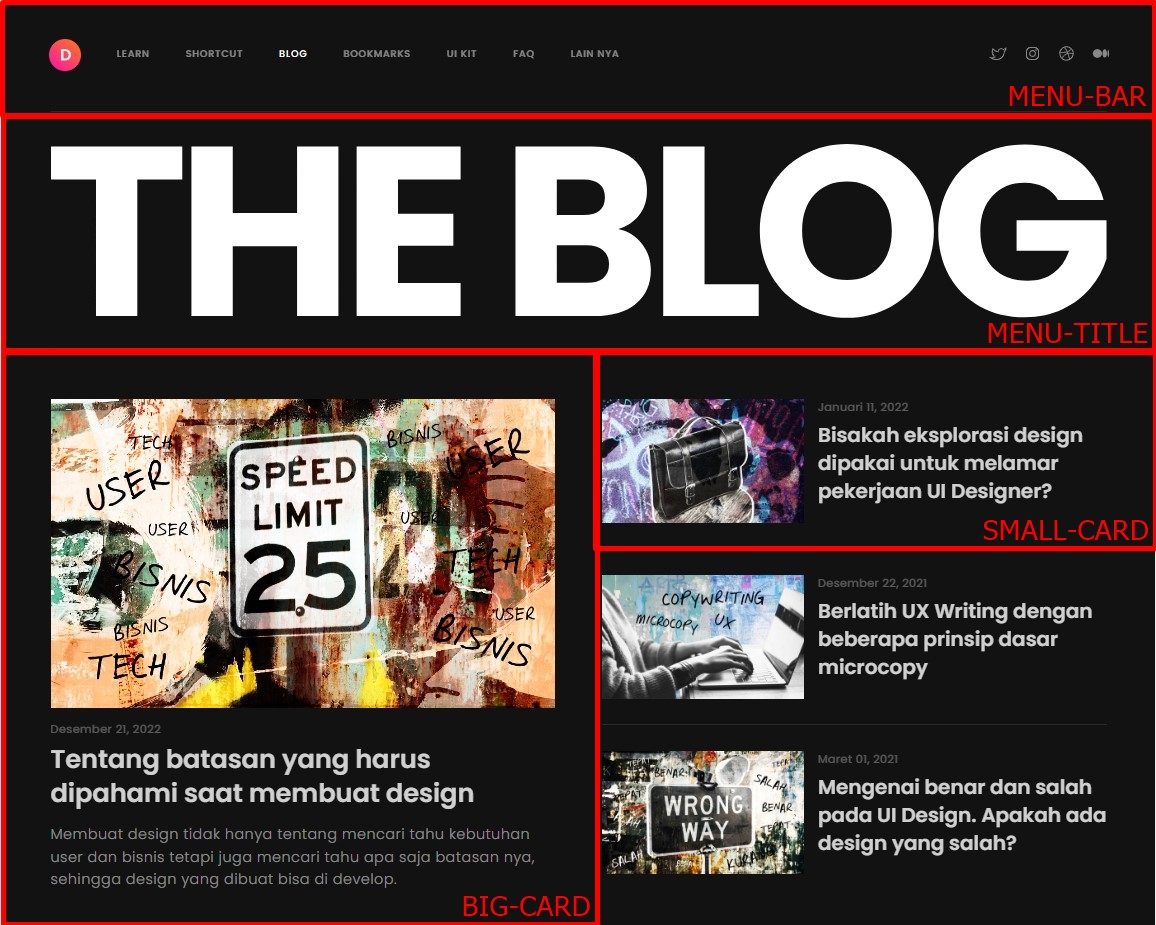 D
LEARN SHORTCUT BLOG BOOKMARKS UI KIT FAQ LAIN NYA
MENU-BAR
THE BLOG
MENU-TITLE
TECH
USER
USER
BISNIS
BISNIS
TECH
SPEED
LIMIT
25
BISNIS
USER
USER
TECH
USER
BISNIS
Desember 21, 2022
Tentang batasan yang harus
dipahami saat membuat design
Membuat design tidak hanya tentang mencari tahu kebutuhan
user dan bisnis tetapi juga mencari tahu apa saja batasan nya,
sehingga design yang dibuat bisa di develop.
BIG-CARD
Januari 11, 2022
Bisakah eksplorasi design
dipakai untuk melamar
pekerjaan UI Designer?
SMALL-CARD
COPYWRITING
MICROCOPY UX
Desember 22, 2021
Berlatih UX Writing dengan
beberapa prinsip dasar
microcopy
BENAR
SALAH
BENAR
WRONG
WAY
SALAH
Maret 01, 2021
Mengenai benar dan salah
pada UI Design. Apakah ada
design yang salah?